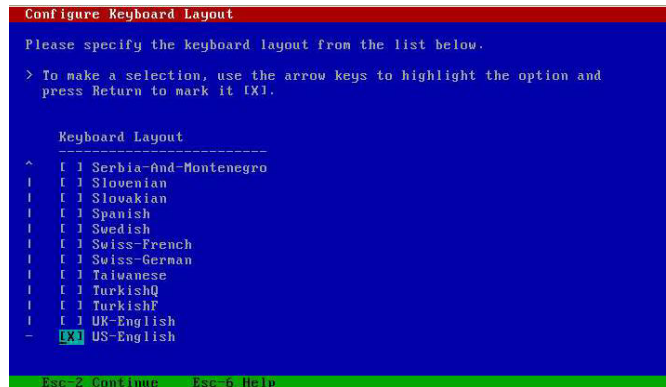 Configure Keyboard Layout
Please specify the keyboard layout from the list below.
> To make a selection, use the arrow keys to highlight the option and
press Return to mark it [X].
Keyboard Layout
-------------------------
^ [ ] Serbia-And-Montenegro
| [ ] Slovenian
| [ ] Slovakian
| [ ] Spanish
| [ ] Swedish
| [ ] Swiss-French
| [ ] Swiss-German
| [ ] Taiwanese
| [ ] TurkishQ
| [ ] TurkishF
| [ ] UK-English
- [X] US-English
Esc-2 Continue Esc-6 Help